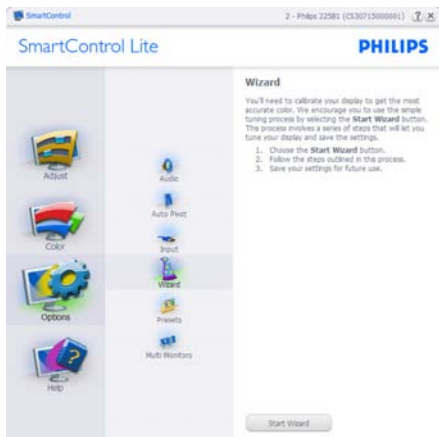 SmartControl
2 - Philips 225B1 (CS30715000001)
SmartControl Lite
PHILIPS
Adjust
Color
Options
Help
Audio
Auto Pivot
Input
Wizard
Presets
Multi Monitors
Wizard
You'll need to calibrate your display to get the most
accurate color. We encourage you to use the simple
tuning process by selecting the Start Wizard button.
This process involves a series of steps that will let you
tune your display and save the settings.
1. Choose the Start Wizard button.
2. Follow the steps outlined in this process.
3. Save your settings for future use.
Start Wizard